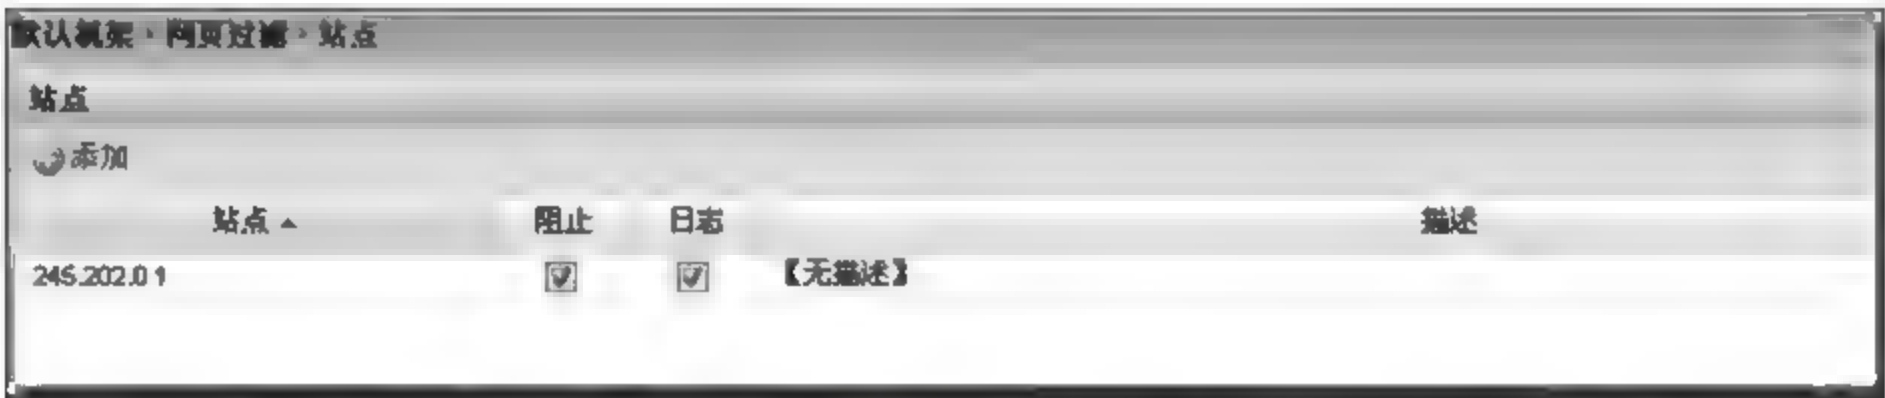 默认机架 › 网页过滤 › 站点
站点
添加
站点 ▲ 阻止 日志 描述
245.202.0.1 【无描述】